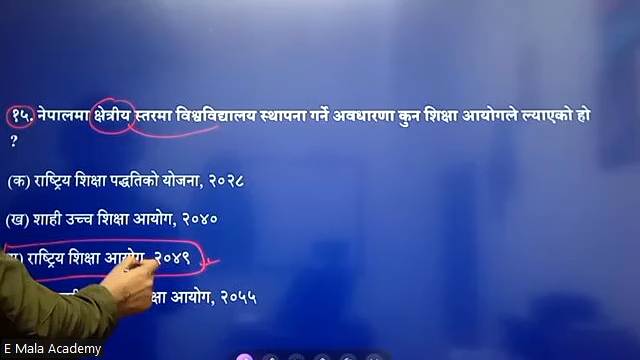 १५. नेपालमा क्षेत्रीय स्तरमा विश्वविद्यालय स्थापना गर्ने अवधारणा कुन शिक्षा आयोगले ल्याएको हो
?
(क) राष्ट्रिय शिक्षा पद्धतिको योजना, २०२८
(ख) शाही उच्च शिक्षा आयोग, २०४०
राष्ट्रिय शिक्षा आयोग, २०४९
आयोग, २०५५
E Mala Academy